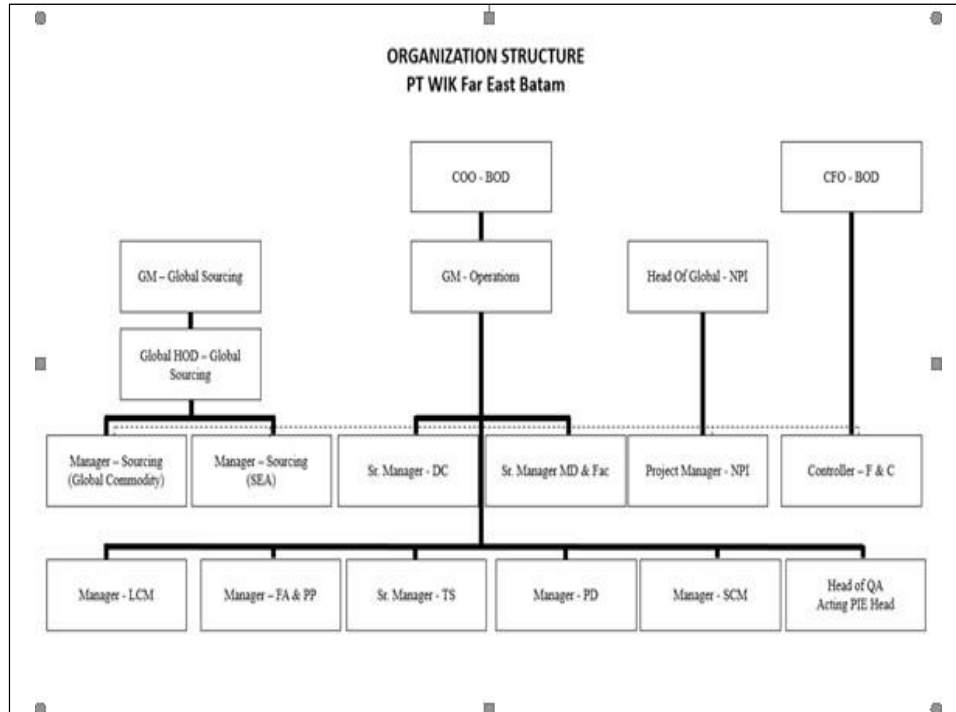 ORGANIZATION STRUCTURE
PT WIK Far East Batam
COO - BOD
CFO - BOD
GM – Global Sourcing
GM - Operations
Head Of Global - NPI
Global HOD – Global
Sourcing
Manager – Sourcing
(Global Commodity)
Manager – Sourcing
(SEA)
Sr. Manager - DC
Sr. Manager MD & Fac
Project Manager - NPI
Controller – F & C
Manager - LCM
Manager – FA & PP
Sr. Manager - TS
Manager - PD
Manager - SCM
Head of QA
Acting PIE Head